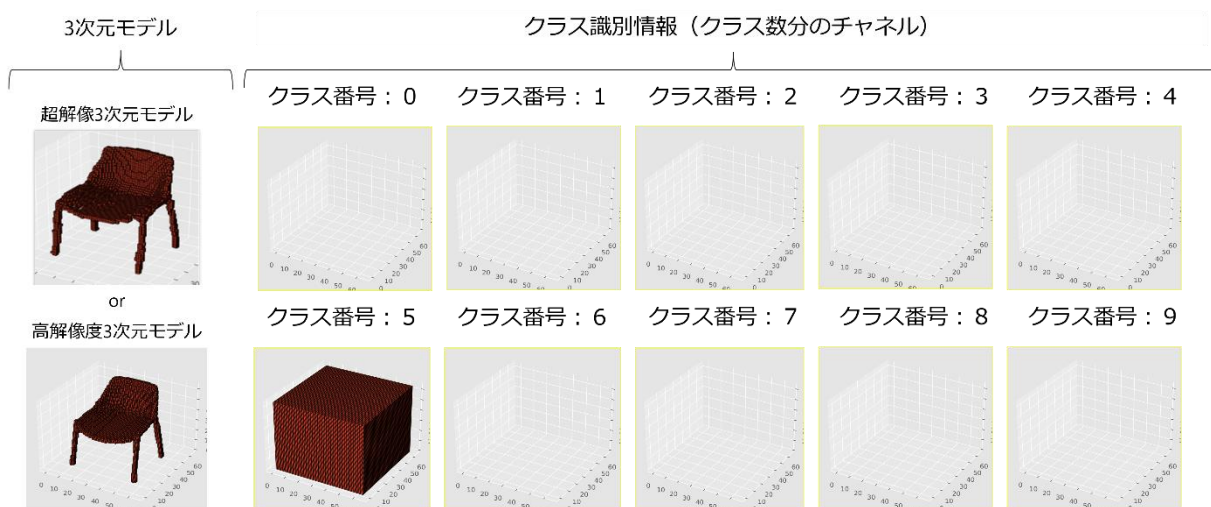 3次元モデル
クラス識別情報（クラス数分のチャネル）
超解像3次元モデル
or
高解像度3次元モデル
クラス番号：0
クラス番号：1
クラス番号：2
クラス番号：3
クラス番号：4
クラス番号：5
クラス番号：6
クラス番号：7
クラス番号：8
クラス番号：9